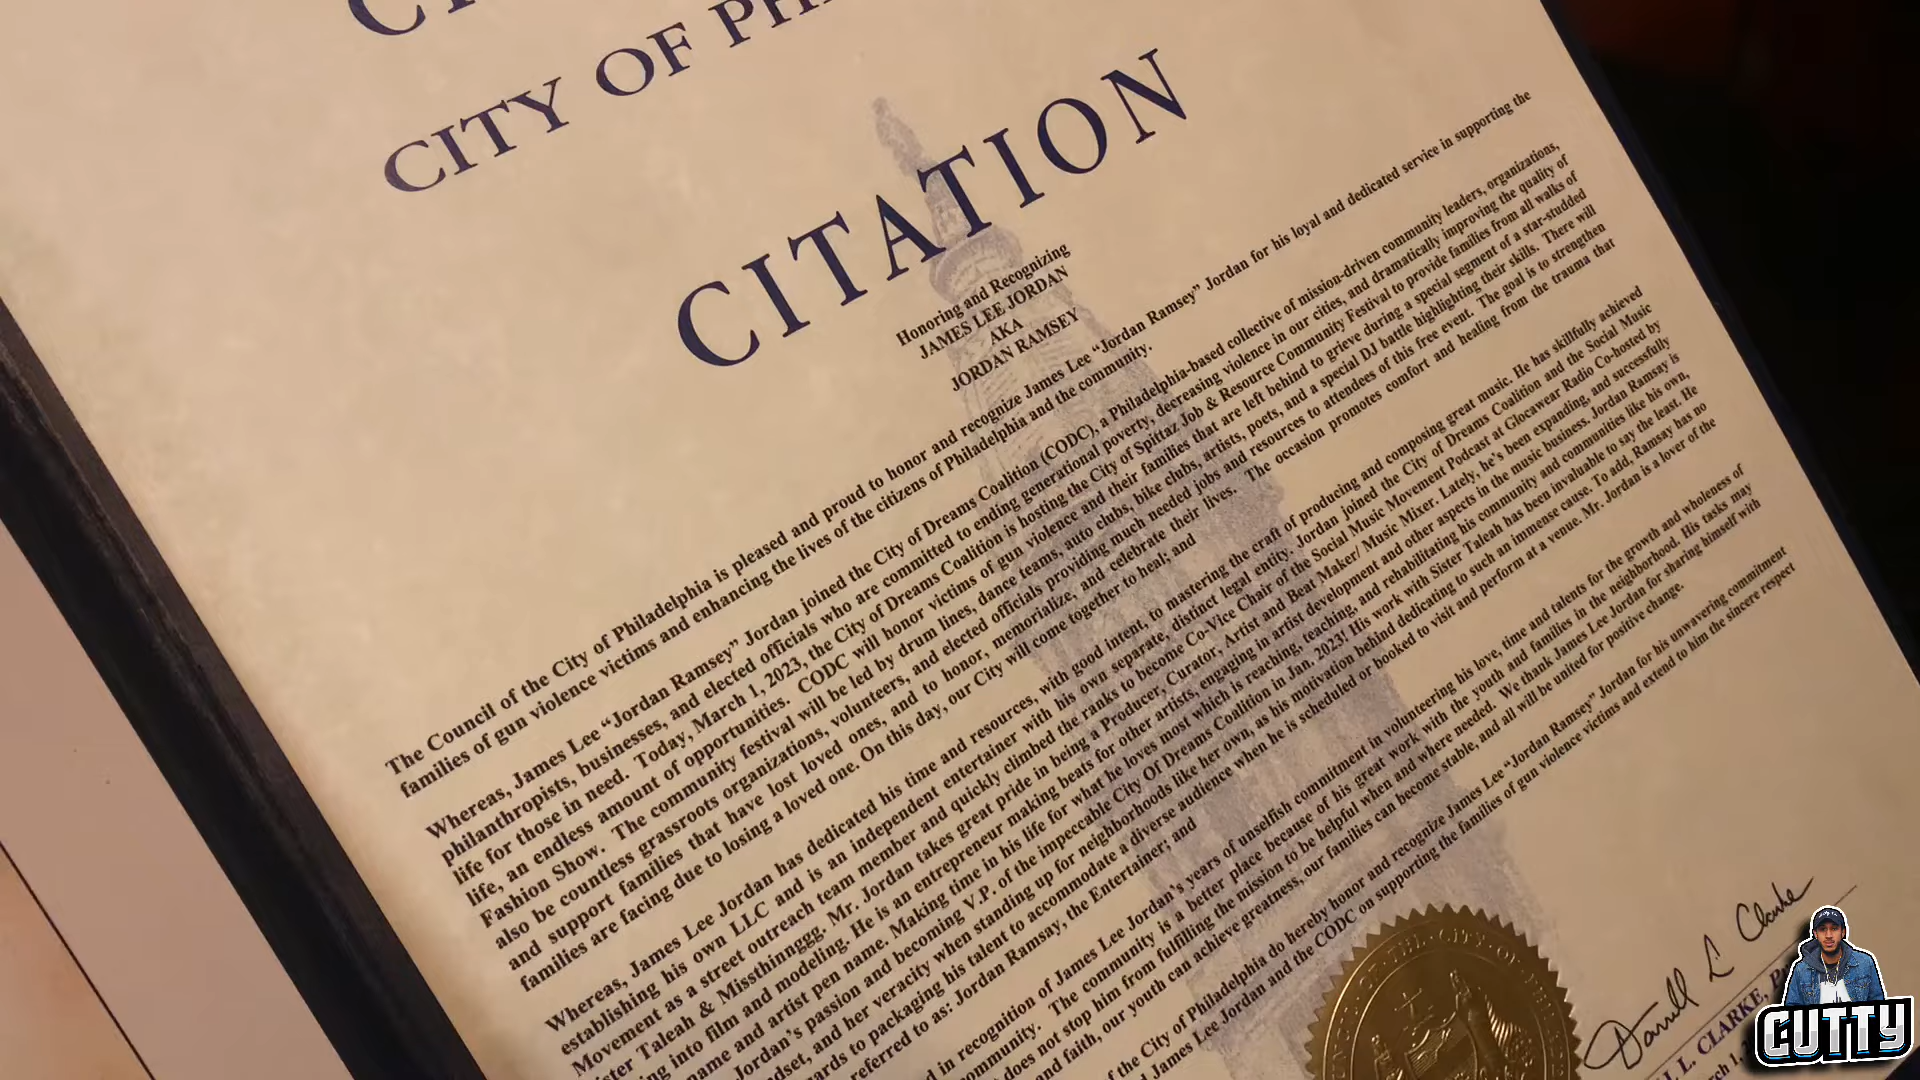 CITY OF PH
CITATION
Honoring and Recognizing
JAMES LEE JORDAN
AKA
JORDAN RAMSEY
The Council of the City of Philadelphia is pleased and proud to honor and recognize James Lee “Jordan Ramsey” Jordan for his loyal and dedicated service in supporting the
families of gun violence victims and enhancing the lives of the citizens of Philadelphia and the community.
Whereas, James Lee “Jordan Ramsey” Jordan joined the City of Dreams Coalition (CODC), a Philadelphia-based collective of mission-driven community leaders, organizations,
philanthropists, businesses, and elected officials who are committed to ending generational poverty, decreasing violence in our cities, and dramatically improving the quality of
life for those in need. Today, March 1, 2023, the City of Dreams Coalition is hosting the City of Spittaz Job & Resource Community Festival to provide families from all walks of
life, an endless amount of opportunities. CODC will honor victims of gun violence and their families that are left behind to grieve during a special segment of a star-studded
Fashion Show. The community festival will be led by drum lines, dance teams, auto clubs, bike clubs, artists, poets, and a special DJ battle highlighting their skills. There will
also be countless grassroots organizations, volunteers, and elected officials providing much needed jobs and resources to attendees of this free event. The goal is to strengthen
and support families that have lost loved ones, and to honor, memorialize, and celebrate their lives. The occasion promotes comfort and healing from the trauma that
families are facing due to losing a loved one. On this day, our City will come together to heal; and
Whereas, James Lee Jordan has dedicated his time and resources, with good intent, to mastering the craft of producing and composing great music. He has skillfully achieved
establishing his own LLC and is an independent entertainer with his own separate, distinct legal entity. Jordan joined the City of Dreams Coalition and the Social Music
Movement as a street outreach team member and quickly climbed the ranks to become Co-Vice Chair of the Social Music Movement Podcast at Glocawear Radio Co-hosted by
ster Taleah & Missthinnggg. Mr. Jordan takes great pride in being a Producer, Curator, Artist and Beat Maker/ Music Mixer. Lately, he’s been expanding, and successfully
ing into film and modeling. He is an entrepreneur making beats for other artists, engaging in artist development and other aspects in the music business. Jordan Ramsay is
name and artist pen name. Making time in his life for what he loves most which is reaching, teaching, and rehabilitating his community and communities like his own,
Jordan’s passion and becoming V.P. of the impeccable City Of Dreams Coalition in Jan. 2023! His work with Sister Taleah has been invaluable to say the least. He
dset, and her veracity when standing up for neighborhoods like her own, as his motivation behind dedicating to such an immense cause. To add, Ramsay has no
ards to packaging his talent to accommodate a diverse audience when he is scheduled or booked to visit and perform at a venue. Mr. Jordan is a lover of the
referred to as: Jordan Ramsay, the Entertainer; and
d in recognition of James Lee Jordan’s years of unselfish commitment in volunteering his love, time and talents for the growth and wholeness of
ommunity. The community is a better place because of his great work with the youth and families in the neighborhood. His tasks may
does not stop him from fulfilling the mission to be helpful when and where needed. We thank James Lee Jordan for sharing himself with
and faith, our youth can achieve greatness, our families can become stable, and all will be united for positive change.
of the City of Philadelphia do hereby honor and recognize James Lee “Jordan Ramsey” Jordan for his unwavering commitment
d James Lee Jordan and the CODC on supporting the families of gun violence victims and extend to him the sincere respect
Darrell L Clarke
L. CLARKE,
CUTTY